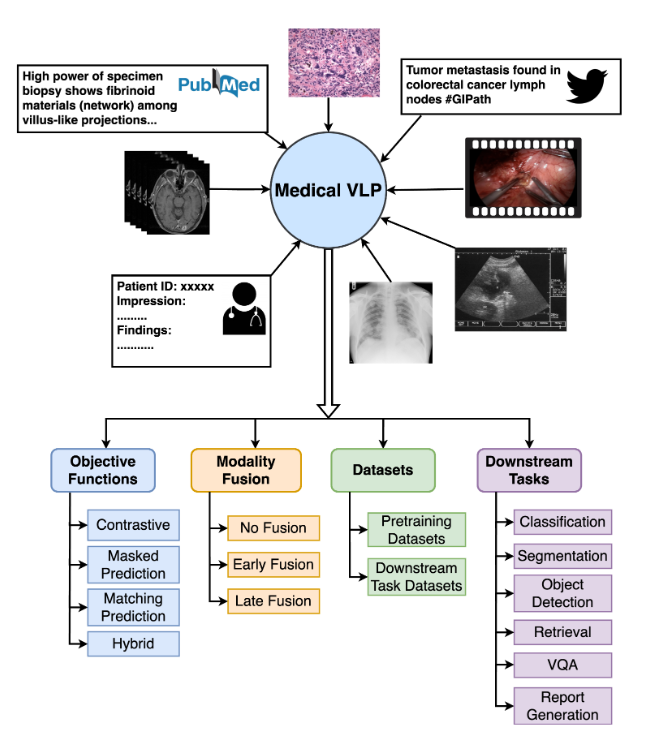 High power of specimen
biopsy shows fibrinoid
materials (network) among
villus-like projections...
PubMed
Tumor metastasis found in
colorectal cancer lymph
nodes #GIPath
Medical VLP
Patient ID: xxxxx
Impression:
.........
Findings:
...........
Objective
Functions
Contrastive
Masked
Prediction
Matching
Prediction
Hybrid
Modality
Fusion
No Fusion
Early Fusion
Late Fusion
Datasets
Pretraining
Datasets
Downstream
Task Datasets
Downstream
Tasks
Classification
Segmentation
Object
Detection
Retrieval
VQA
Report
Generation